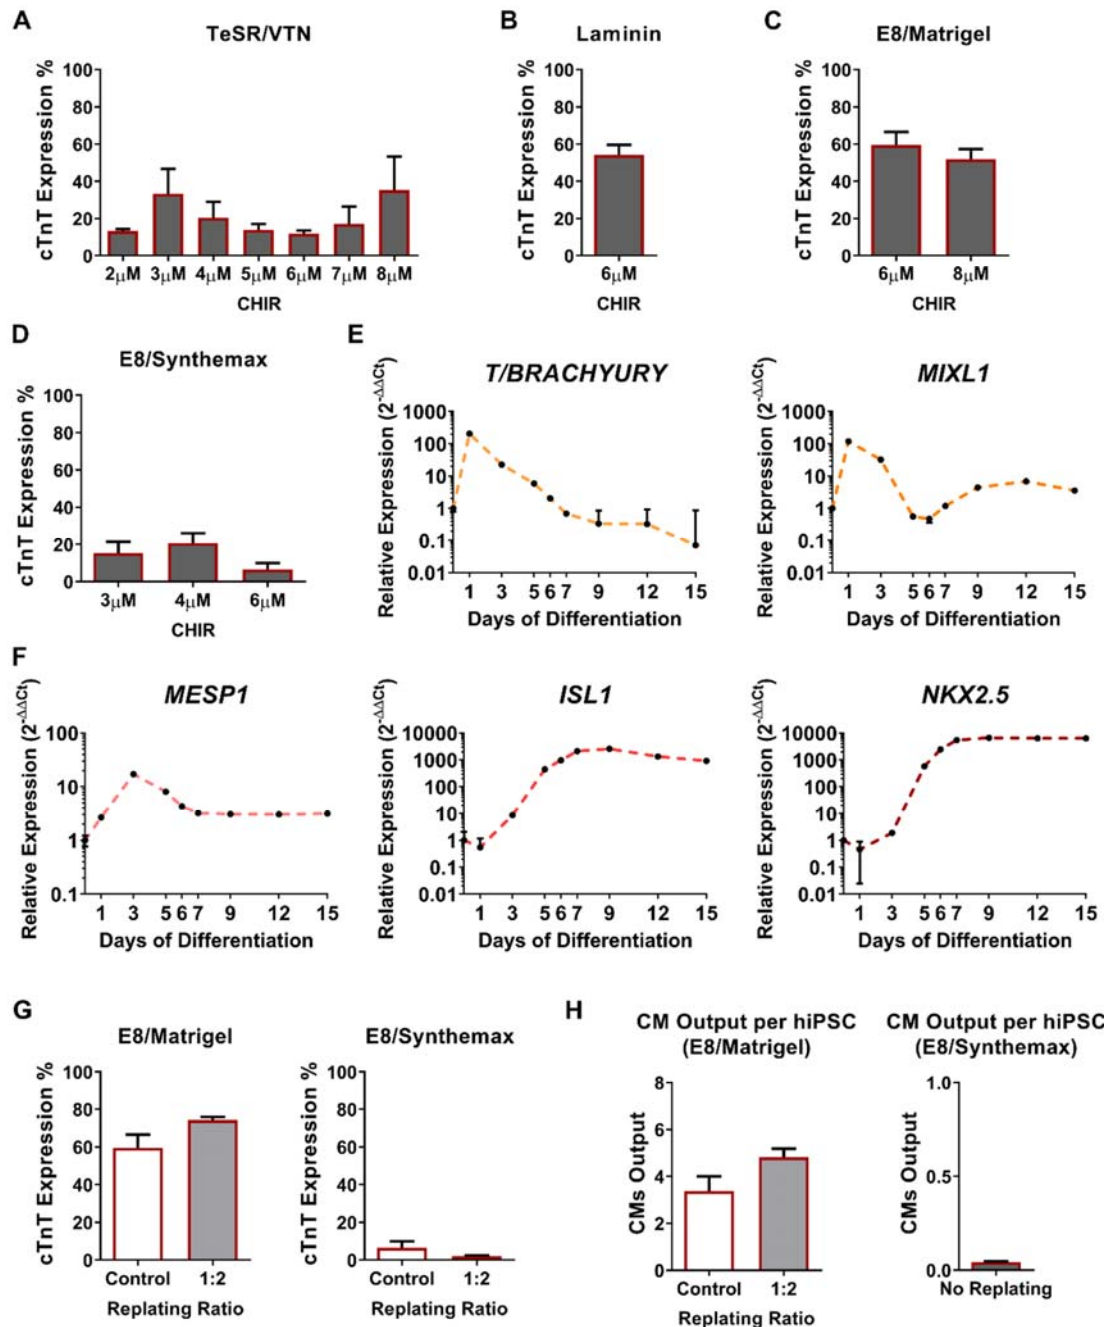 A
TeSR/VTN
cTnT Expression %
100
80
60
40
20
0
2μM 3μM 4μM 5μM 6μM 7μM 8μM
CHIR
B
Laminin
cTnT Expression %
100
80
60
40
20
0
6μM
CHIR
C
E8/Matrigel
cTnT Expression %
100
80
60
40
20
0
6μM 8μM
CHIR
D
E8/Synthemax
cTnT Expression %
100
80
60
40
20
0
3μM 4μM 6μM
CHIR
E
T/BRACHYURY
Relative Expression (2^-ΔΔCt)
1000
100
10
1
0.1
0.01
1 3 5 6 7 9 12 15
Days of Differentiation
MIXL1
Relative Expression (2^-ΔΔCt)
1000
100
10
1
0.1
0.01
1 3 5 6 7 9 12 15
Days of Differentiation
F
MESP1
Relative Expression (2^-ΔΔCt)
100
10
1
0.1
1 3 5 6 7 9 12 15
Days of Differentiation
ISL1
Relative Expression (2^-ΔΔCt)
10000
1000
100
10
1
0.1
0.01
1 3 5 6 7 9 12 15
Days of Differentiation
NKX2.5
Relative Expression (2^-ΔΔCt)
10000
1000
100
10
1
0.1
0.01
1 3 5 6 7 9 12 15
Days of Differentiation
G
E8/Matrigel
cTnT Expression %
100
80
60
40
20
0
Control 1:2
Replating Ratio
E8/Synthemax
cTnT Expression %
100
80
60
40
20
0
Control 1:2
Replating Ratio
H
CM Output per hiPSC
(E8/Matrigel)
CMs Output
8
6
4
2
0
Control 1:2
Replating Ratio
CM Output per hiPSC
(E8/Synthemax)
CMs Output
1.0
0.5
0.0
No Replating